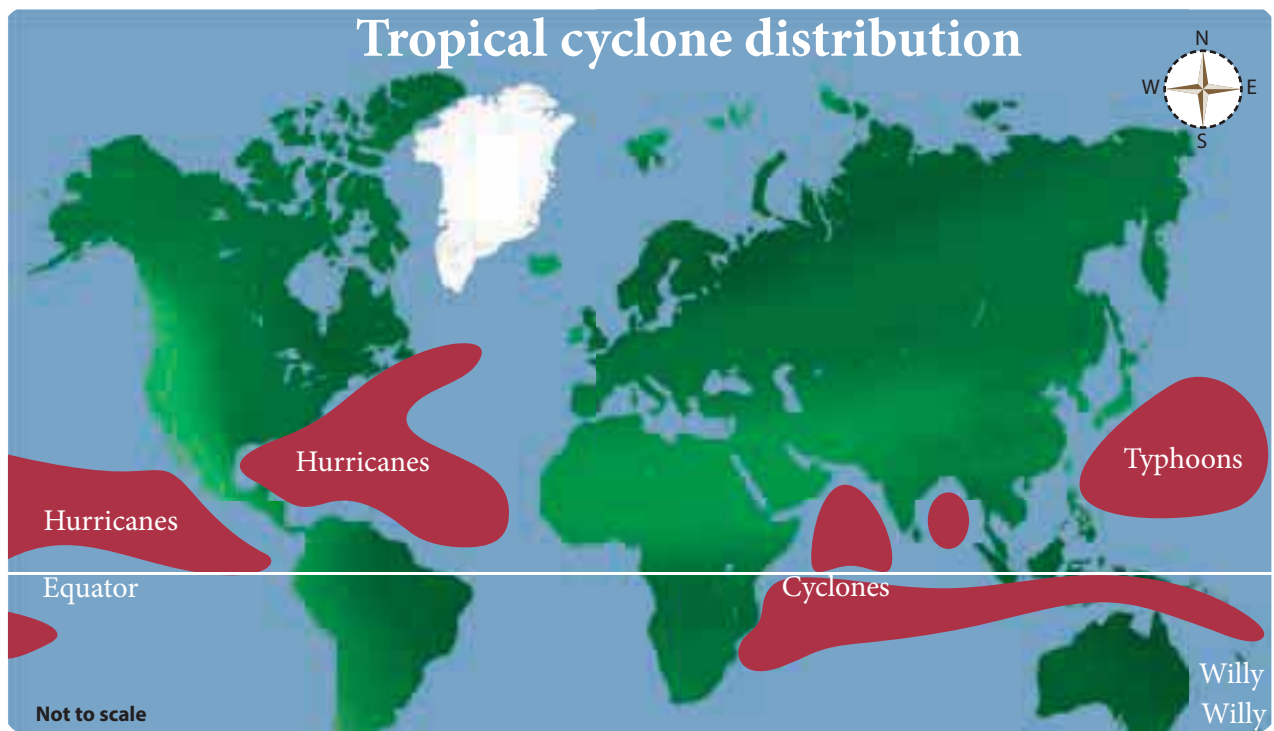 Tropical cyclone distribution
N
W E
S
Hurricanes
Typhoons
Hurricanes
Equator
Cyclones
Willy
Willy
Not to scale